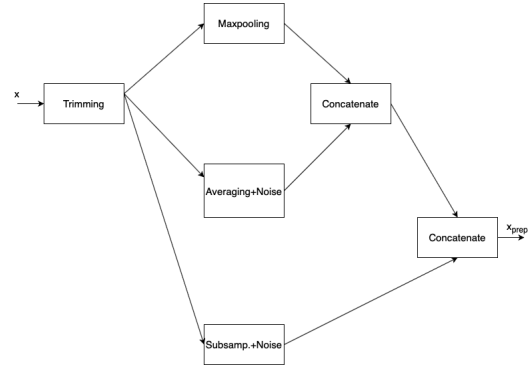 Maxpooling
x
Trimming
Concatenate
Averaging+Noise
xprep
Concatenate
Subsamp.+Noise